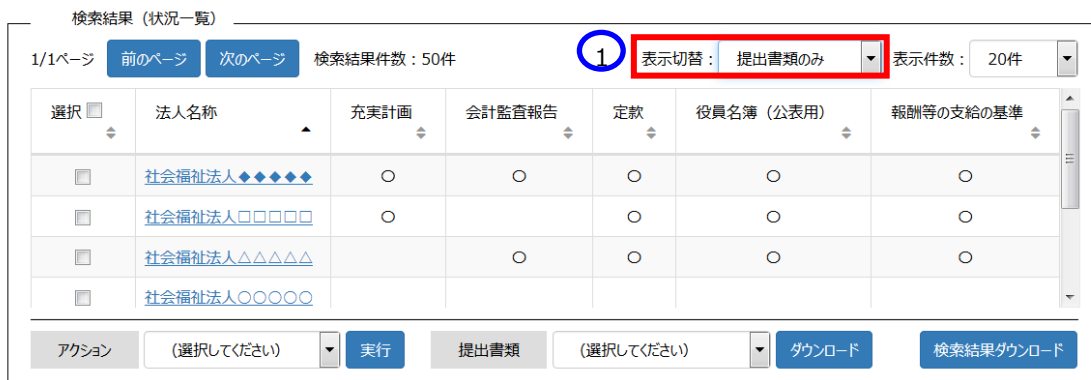 検索結果（状況一覧）
1/1ページ 前のページ 次のページ 検索結果件数：50件 1 表示切替： 提出書類のみ 表示件数： 20件
選択 法人名称 充実計画 会計監査報告 定款 役員名簿（公表用） 報酬等の支給の基準
社会福祉法人◆◆◆◆◆ ○ ○ ○ ○ ○
社会福祉法人□□□□□ ○ ○ ○ ○
社会福祉法人△△△△△ ○ ○ ○ ○
社会福祉法人○○○○○
アクション (選択してください) 実行 提出書類 (選択してください) ダウンロード 検索結果ダウンロード